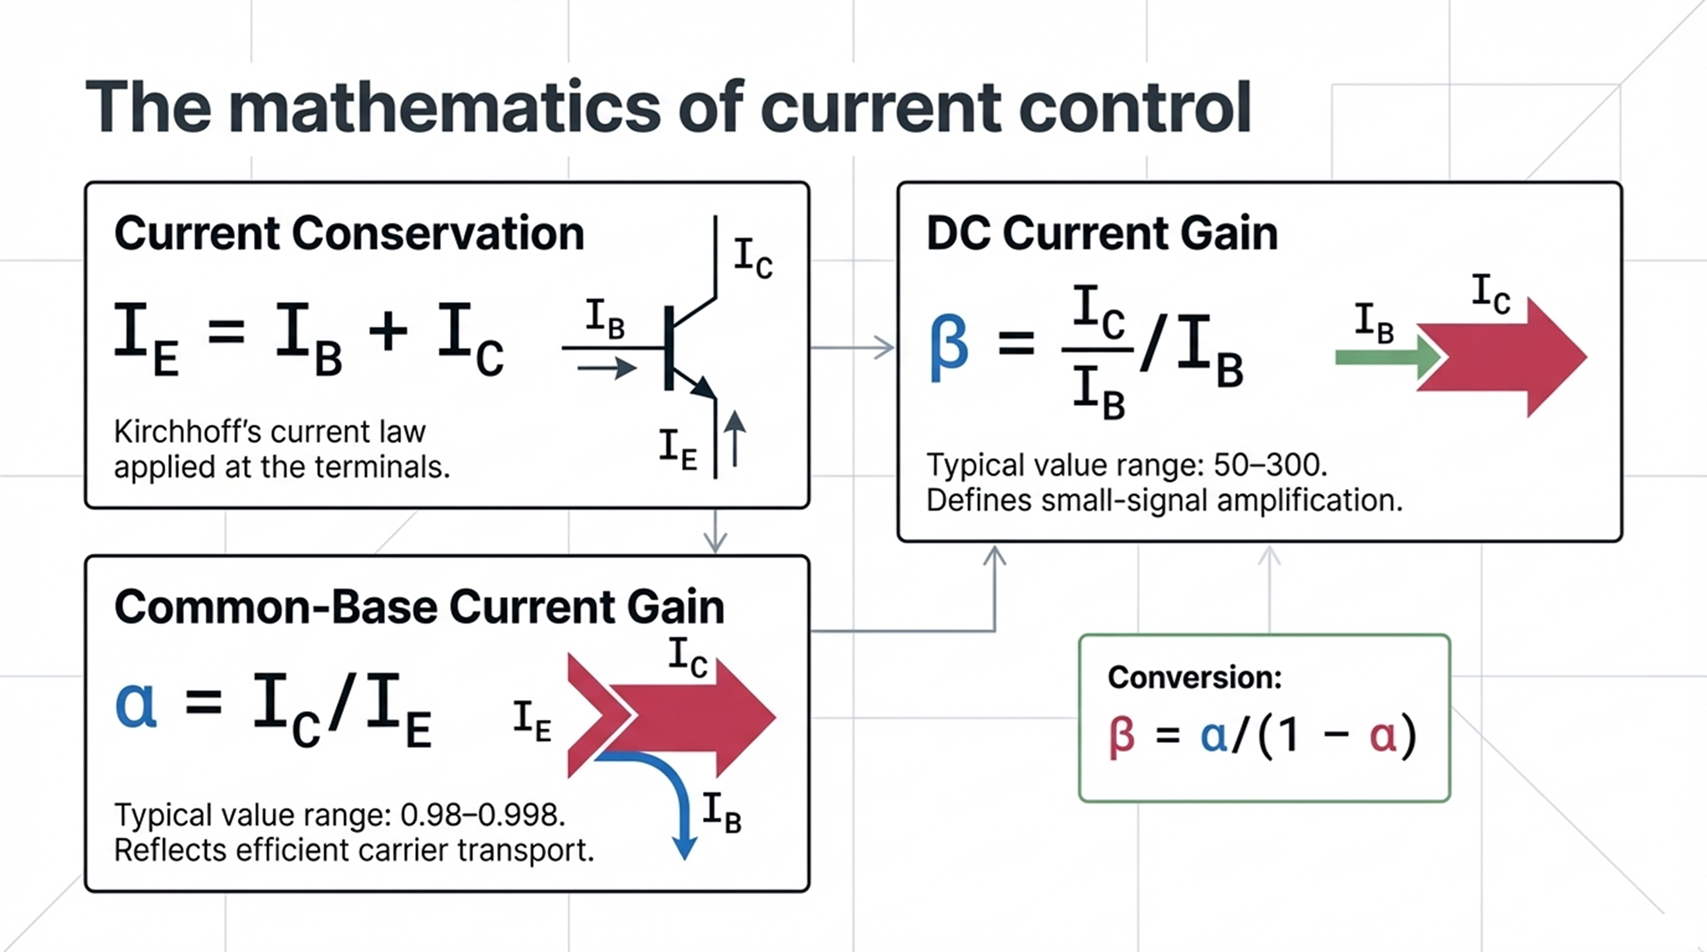 The mathematics of current control
Current Conservation
I_E = I_B + I_C
Kirchhoff's current law
applied at the terminals.
I_C
I_B
I_E
DC Current Gain
β = I_C
I_B
/I_B
I_B
I_C
Typical value range: 50–300.
Defines small-signal amplification.
Common-Base Current Gain
α = I_C/I_E
I_E
I_C
I_B
Typical value range: 0.98–0.998.
Reflects efficient carrier transport.
Conversion:
β = α/(1 − α)